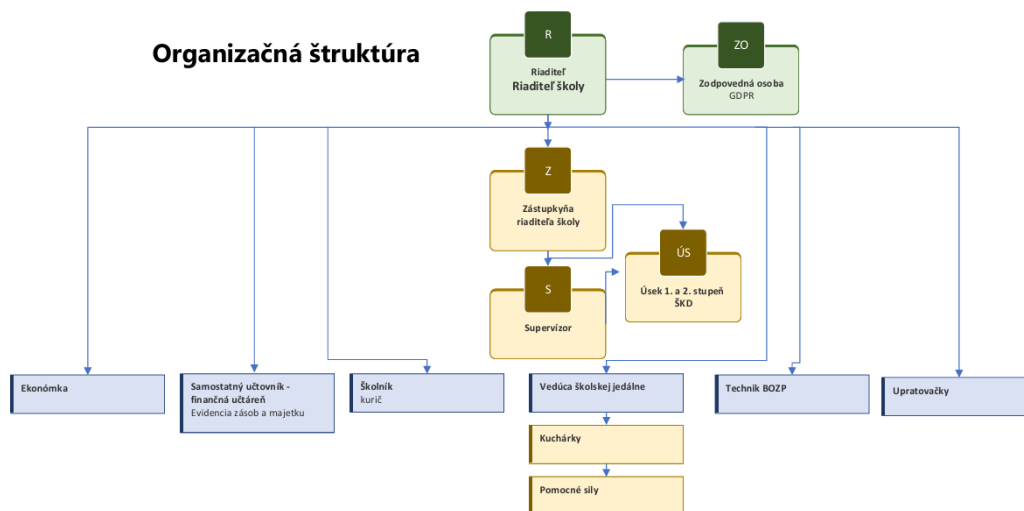 Organizačná štruktúra
R
Riaditeľ
Riaditeľ školy
ZO
Zodpovedná osoba
GDPR
Z
Zástupkyňa
riaditeľa školy
ÚS
Úsek 1. a 2. stupeň
ŠKD
S
Supervízor
Ekonómka
Samostatný učtovník -
finančná učtáreň
Evidencia zásob a majetku
Školník
kurič
Vedúca školskej jedálne
Technik BOZP
Upratovačky
Kuchárky
Pomocné sily